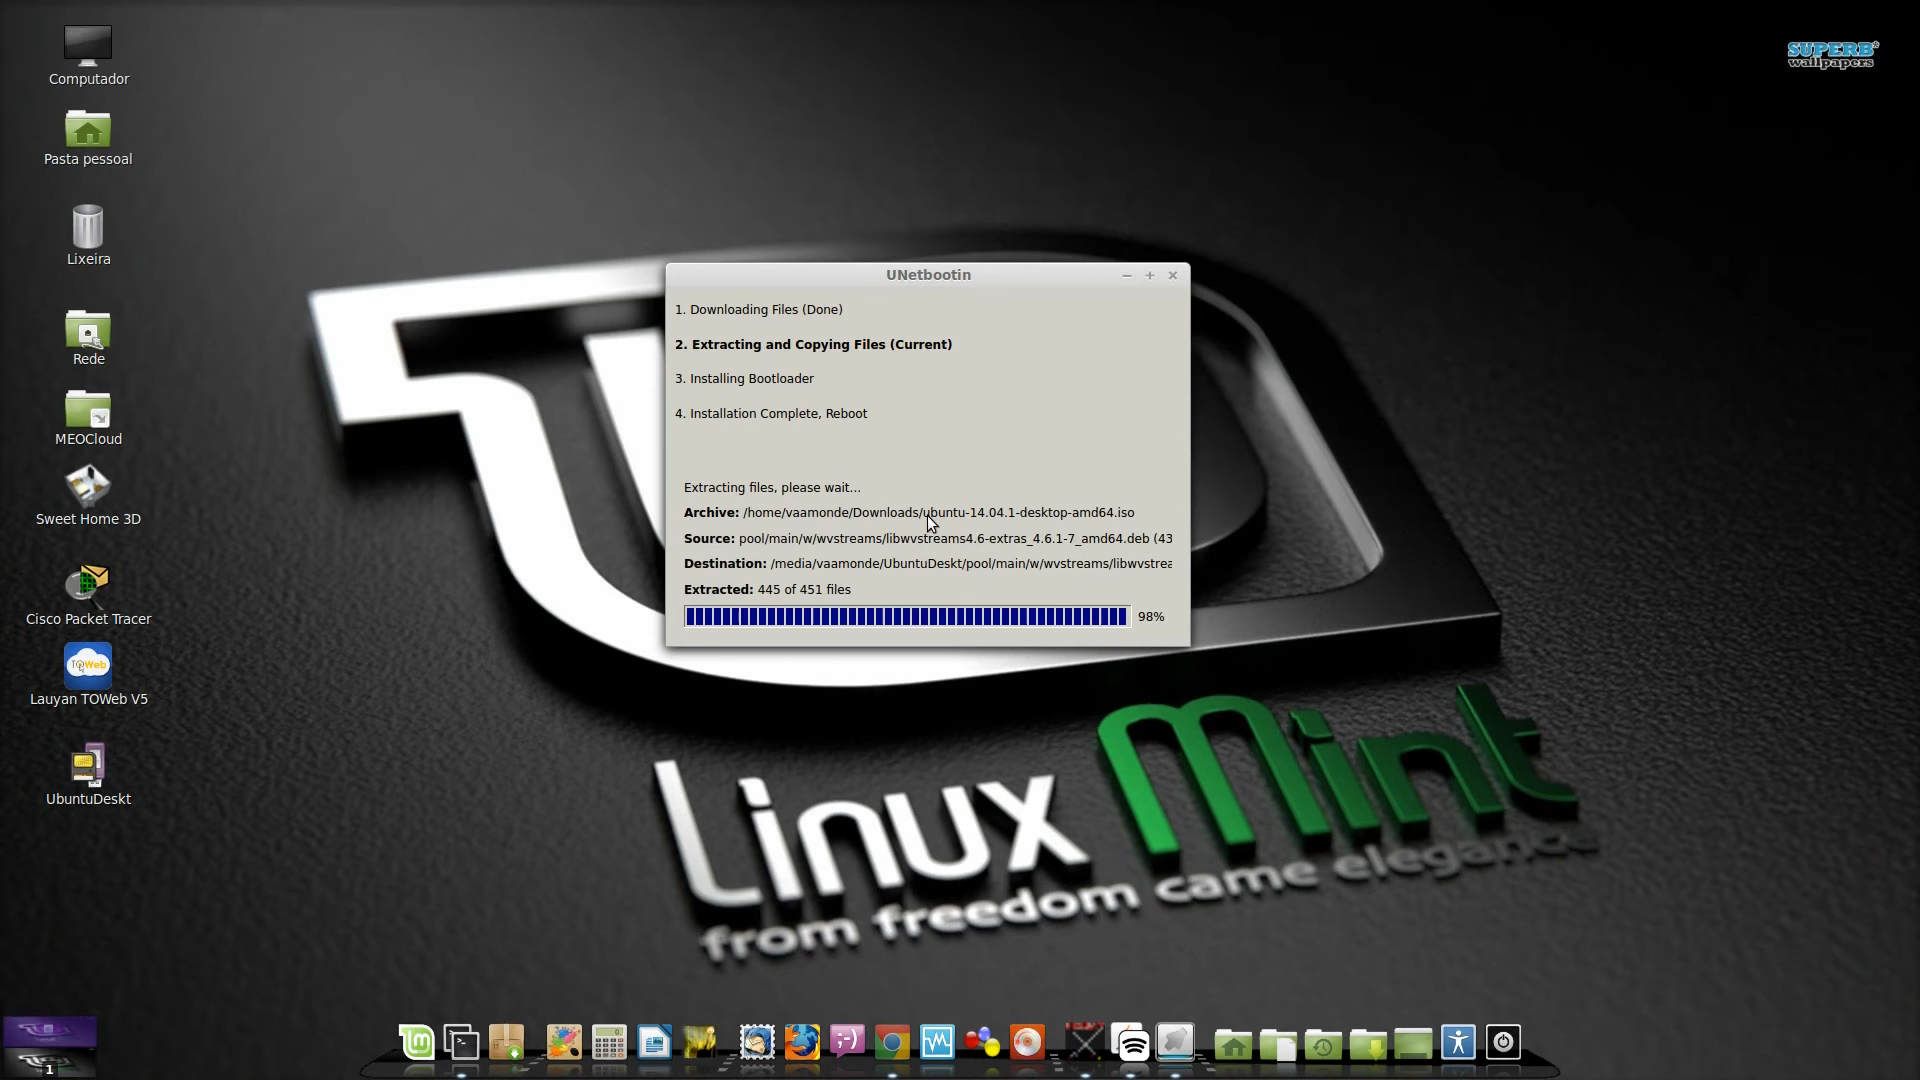 Computador
Pasta pessoal
Lixeira
Rede
MEOCloud
Sweet Home 3D
Cisco Packet Tracer
TOWeb
Lauyan TOWeb V5
UbuntuDeskt
SUPERB
wallpapers
UNetbootin
1. Downloading Files (Done)
2. Extracting and Copying Files (Current)
3. Installing Bootloader
4. Installation Complete, Reboot
Extracting files, please wait...
Archive: /home/vaamonde/Downloads/ubuntu-14.04.1-desktop-amd64.iso
Source: pool/main/w/wvstreams/libwvstreams4.6-extras_4.6.1-7_amd64.deb (43
Destination: /media/vaamonde/UbuntuDeskt/pool/main/w/wvstreams/libwvstrea
Extracted: 445 of 451 files
98%
Linux Mint
from freedom came elegance
1